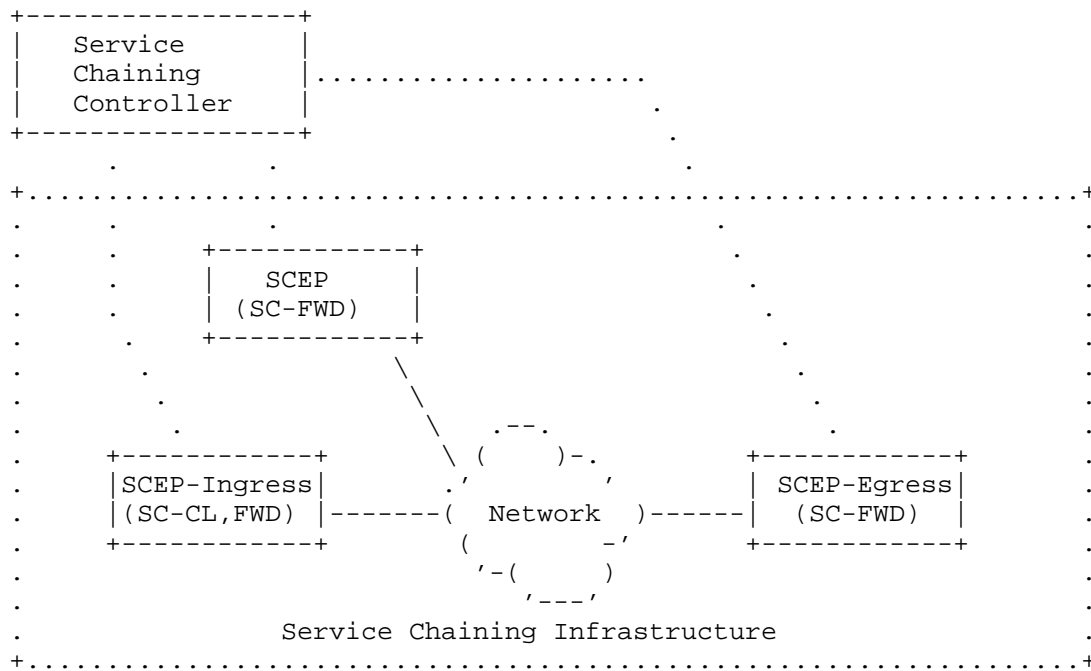 Service
Chaining
Controller
SCEP
(SC-FWD)
SCEP-Ingress
(SC-CL,FWD)
Network
SCEP-Egress
(SC-FWD)
Service Chaining Infrastructure